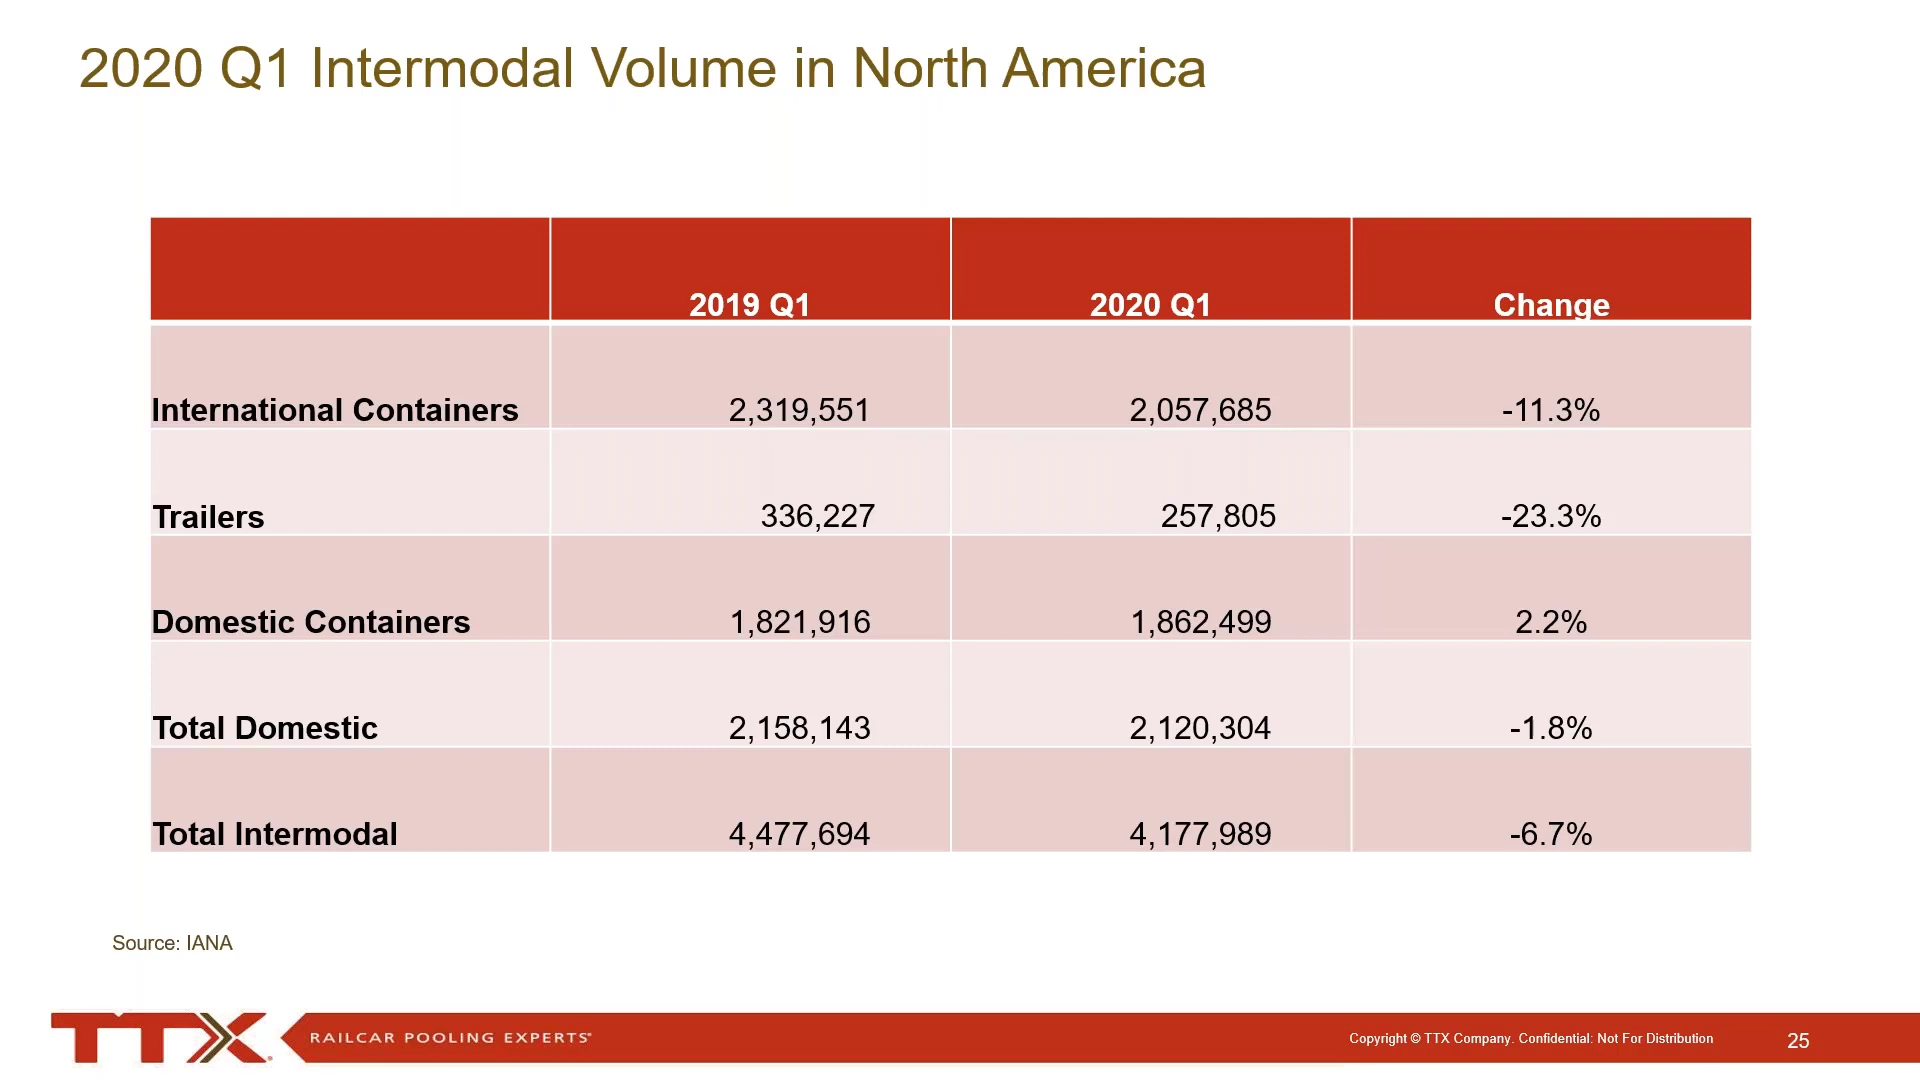 2020 Q1 Intermodal Volume in North America
2019 Q1 2020 Q1 Change
International Containers 2,319,551 2,057,685 -11.3%
Trailers 336,227 257,805 -23.3%
Domestic Containers 1,821,916 1,862,499 2.2%
Total Domestic 2,158,143 2,120,304 -1.8%
Total Intermodal 4,477,694 4,177,989 -6.7%
Source: IANA
TTX RAILCAR POOLING EXPERTS Copyright © TTX Company. Confidential: Not For Distribution 25